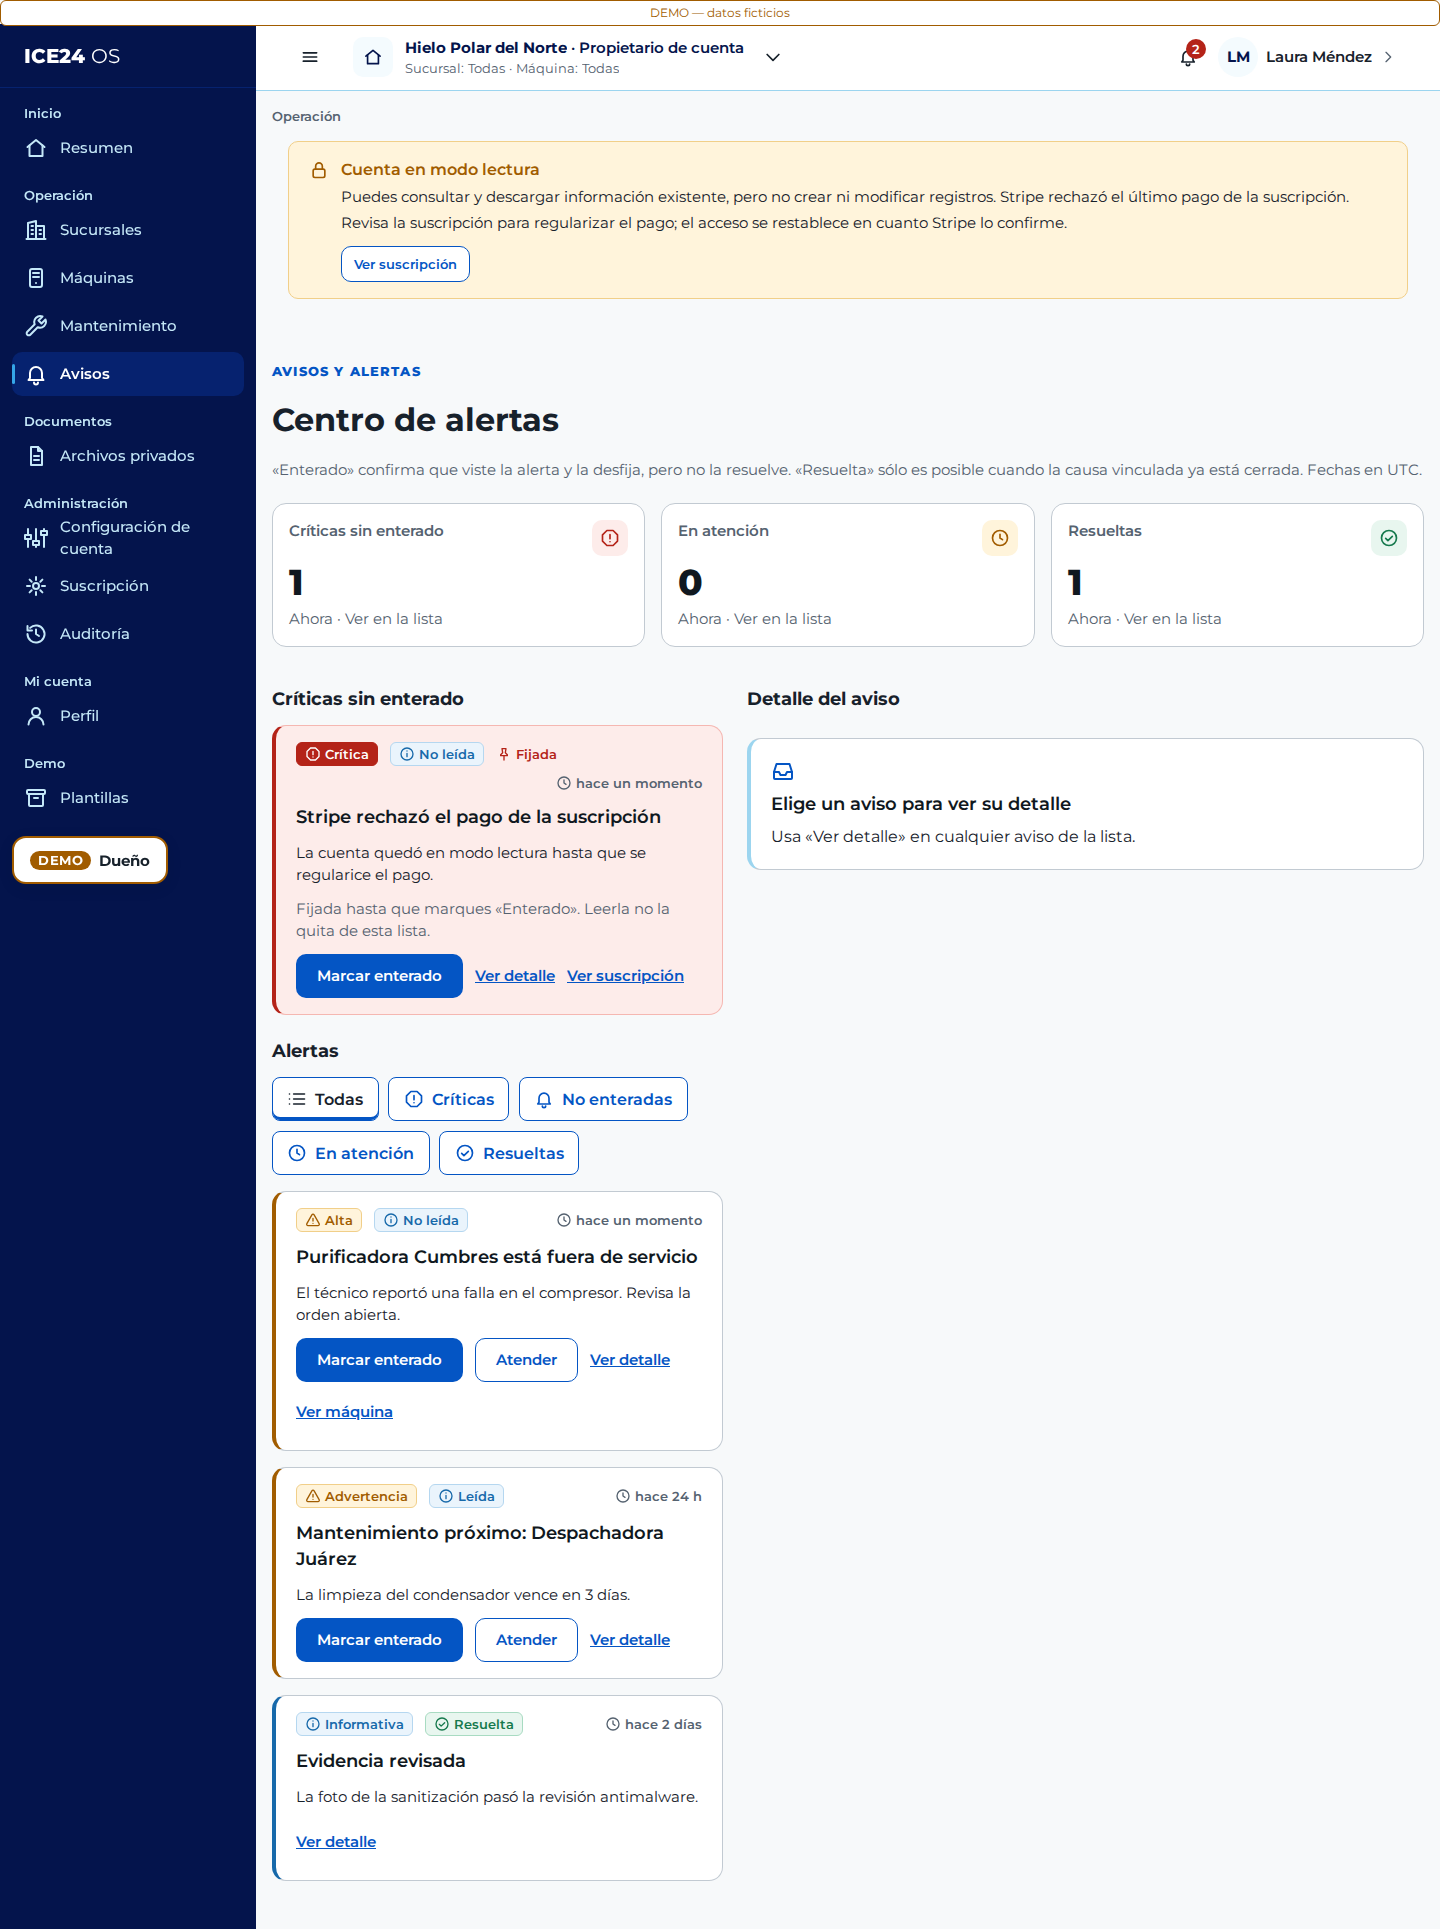 DEMO — datos ficticios
ICE24 OS
Inicio
Resumen
Operación
Sucursales
Máquinas
Mantenimiento
Avisos
Documentos
Archivos privados
Administración
Configuración de
cuenta
Suscripción
Auditoría
Mi cuenta
Perfil
Demo
Plantillas
DEMO Dueño
Hielo Polar del Norte · Propietario de cuenta
Sucursal: Todas · Máquina: Todas
2
LM Laura Méndez
Operación
Cuenta en modo lectura
Puedes consultar y descargar información existente, pero no crear ni modificar registros. Stripe rechazó el último pago de la suscripción.
Revisa la suscripción para regularizar el pago; el acceso se restablece en cuanto Stripe lo confirme.
Ver suscripción
AVISOS Y ALERTAS
Centro de alertas
«Enterado» confirma que viste la alerta y la desfija, pero no la resuelve. «Resuelta» sólo es posible cuando la causa vinculada ya está cerrada. Fechas en UTC.
Críticas sin enterado
1
Ahora · Ver en la lista
En atención
0
Ahora · Ver en la lista
Resueltas
1
Ahora · Ver en la lista
Críticas sin enterado
Crítica No leída Fijada
hace un momento
Stripe rechazó el pago de la suscripción
La cuenta quedó en modo lectura hasta que se
regularice el pago.
Fijada hasta que marques «Enterado». Leerla no la
quita de esta lista.
Marcar enterado Ver detalle Ver suscripción
Detalle del aviso
Elige un aviso para ver su detalle
Usa «Ver detalle» en cualquier aviso de la lista.
Alertas
Todas Críticas No enteradas
En atención Resueltas
Alta No leída hace un momento
Purificadora Cumbres está fuera de servicio
El técnico reportó una falla en el compresor. Revisa la
orden abierta.
Marcar enterado Atender Ver detalle
Ver máquina
Advertencia Leída hace 24 h
Mantenimiento próximo: Despachadora
Juárez
La limpieza del condensador vence en 3 días.
Marcar enterado Atender Ver detalle
Informativa Resuelta hace 2 días
Evidencia revisada
La foto de la sanitización pasó la revisión antimalware.
Ver detalle